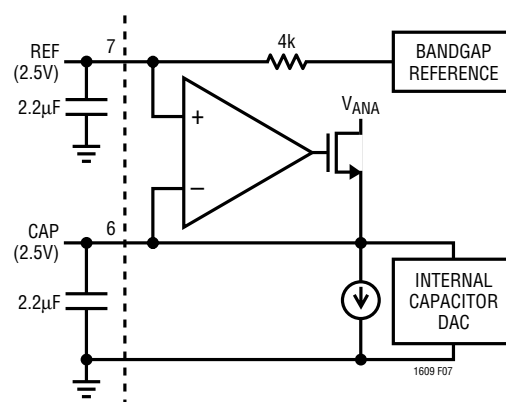 REF
(2.5V)
7
4k
BANDGAP
REFERENCE
2.2µF
VANA
+
–
CAP
(2.5V)
6
2.2µF
INTERNAL
CAPACITOR
DAC
1609 F07